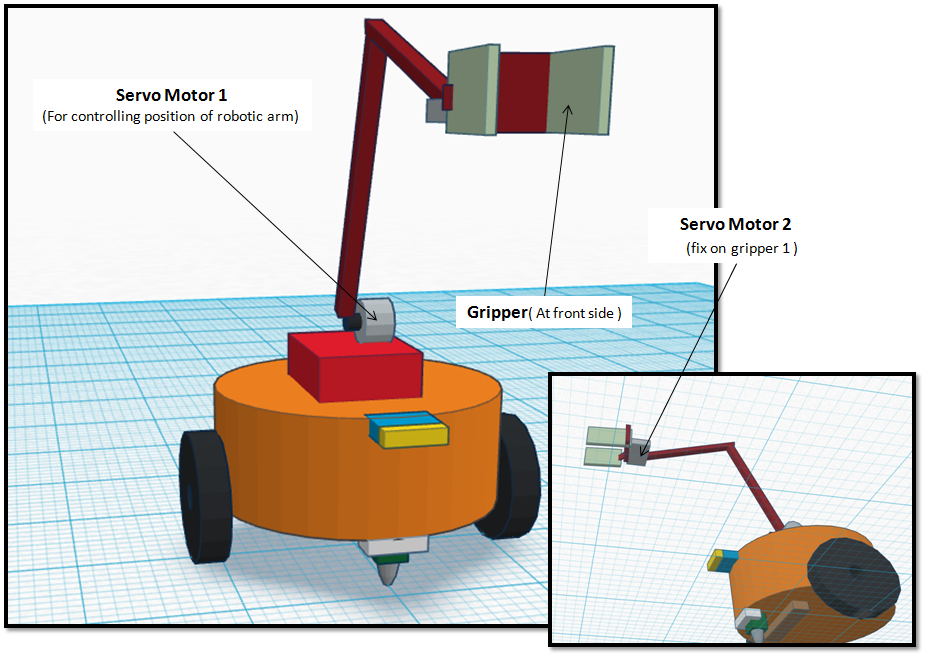 Servo Motor 1
(For controlling position of robotic arm)
Servo Motor 2
(fix on gripper 1 )
Gripper( At front side )